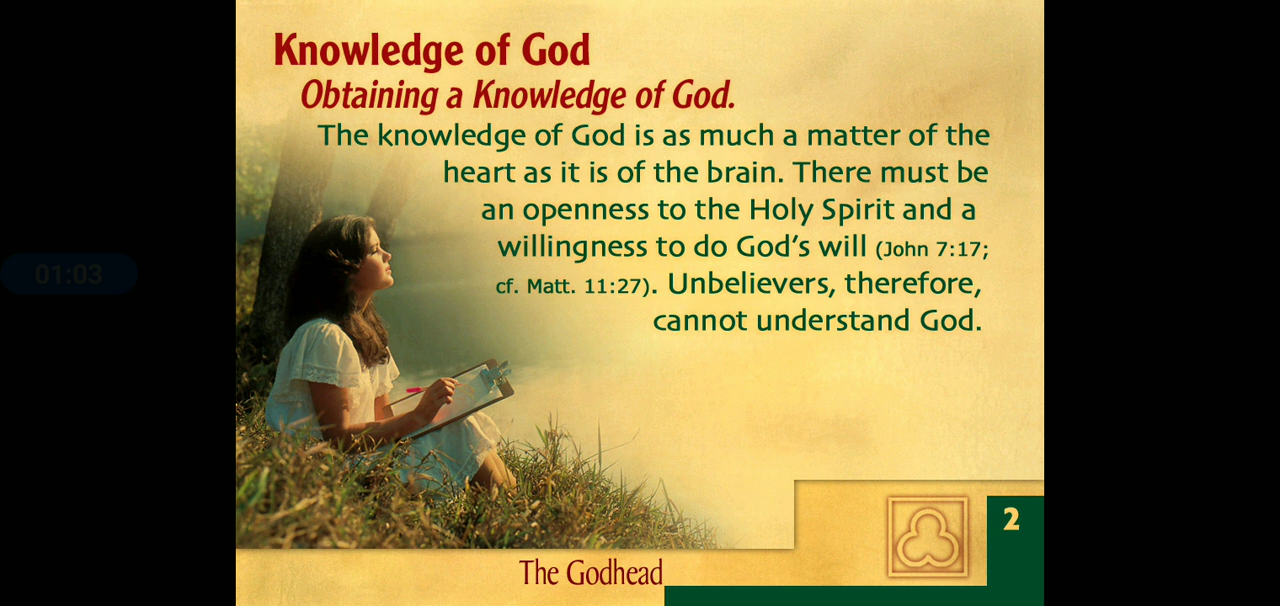 Knowledge of God
Obtaining a Knowledge of God.
The knowledge of God is as much a matter of the
heart as it is of the brain. There must be
an openness to the Holy Spirit and a
willingness to do God's will (John 7:17;
01:03
cf. Matt. 11:27). Unbelievers, therefore,
cannot understand God.
2
The Godhead